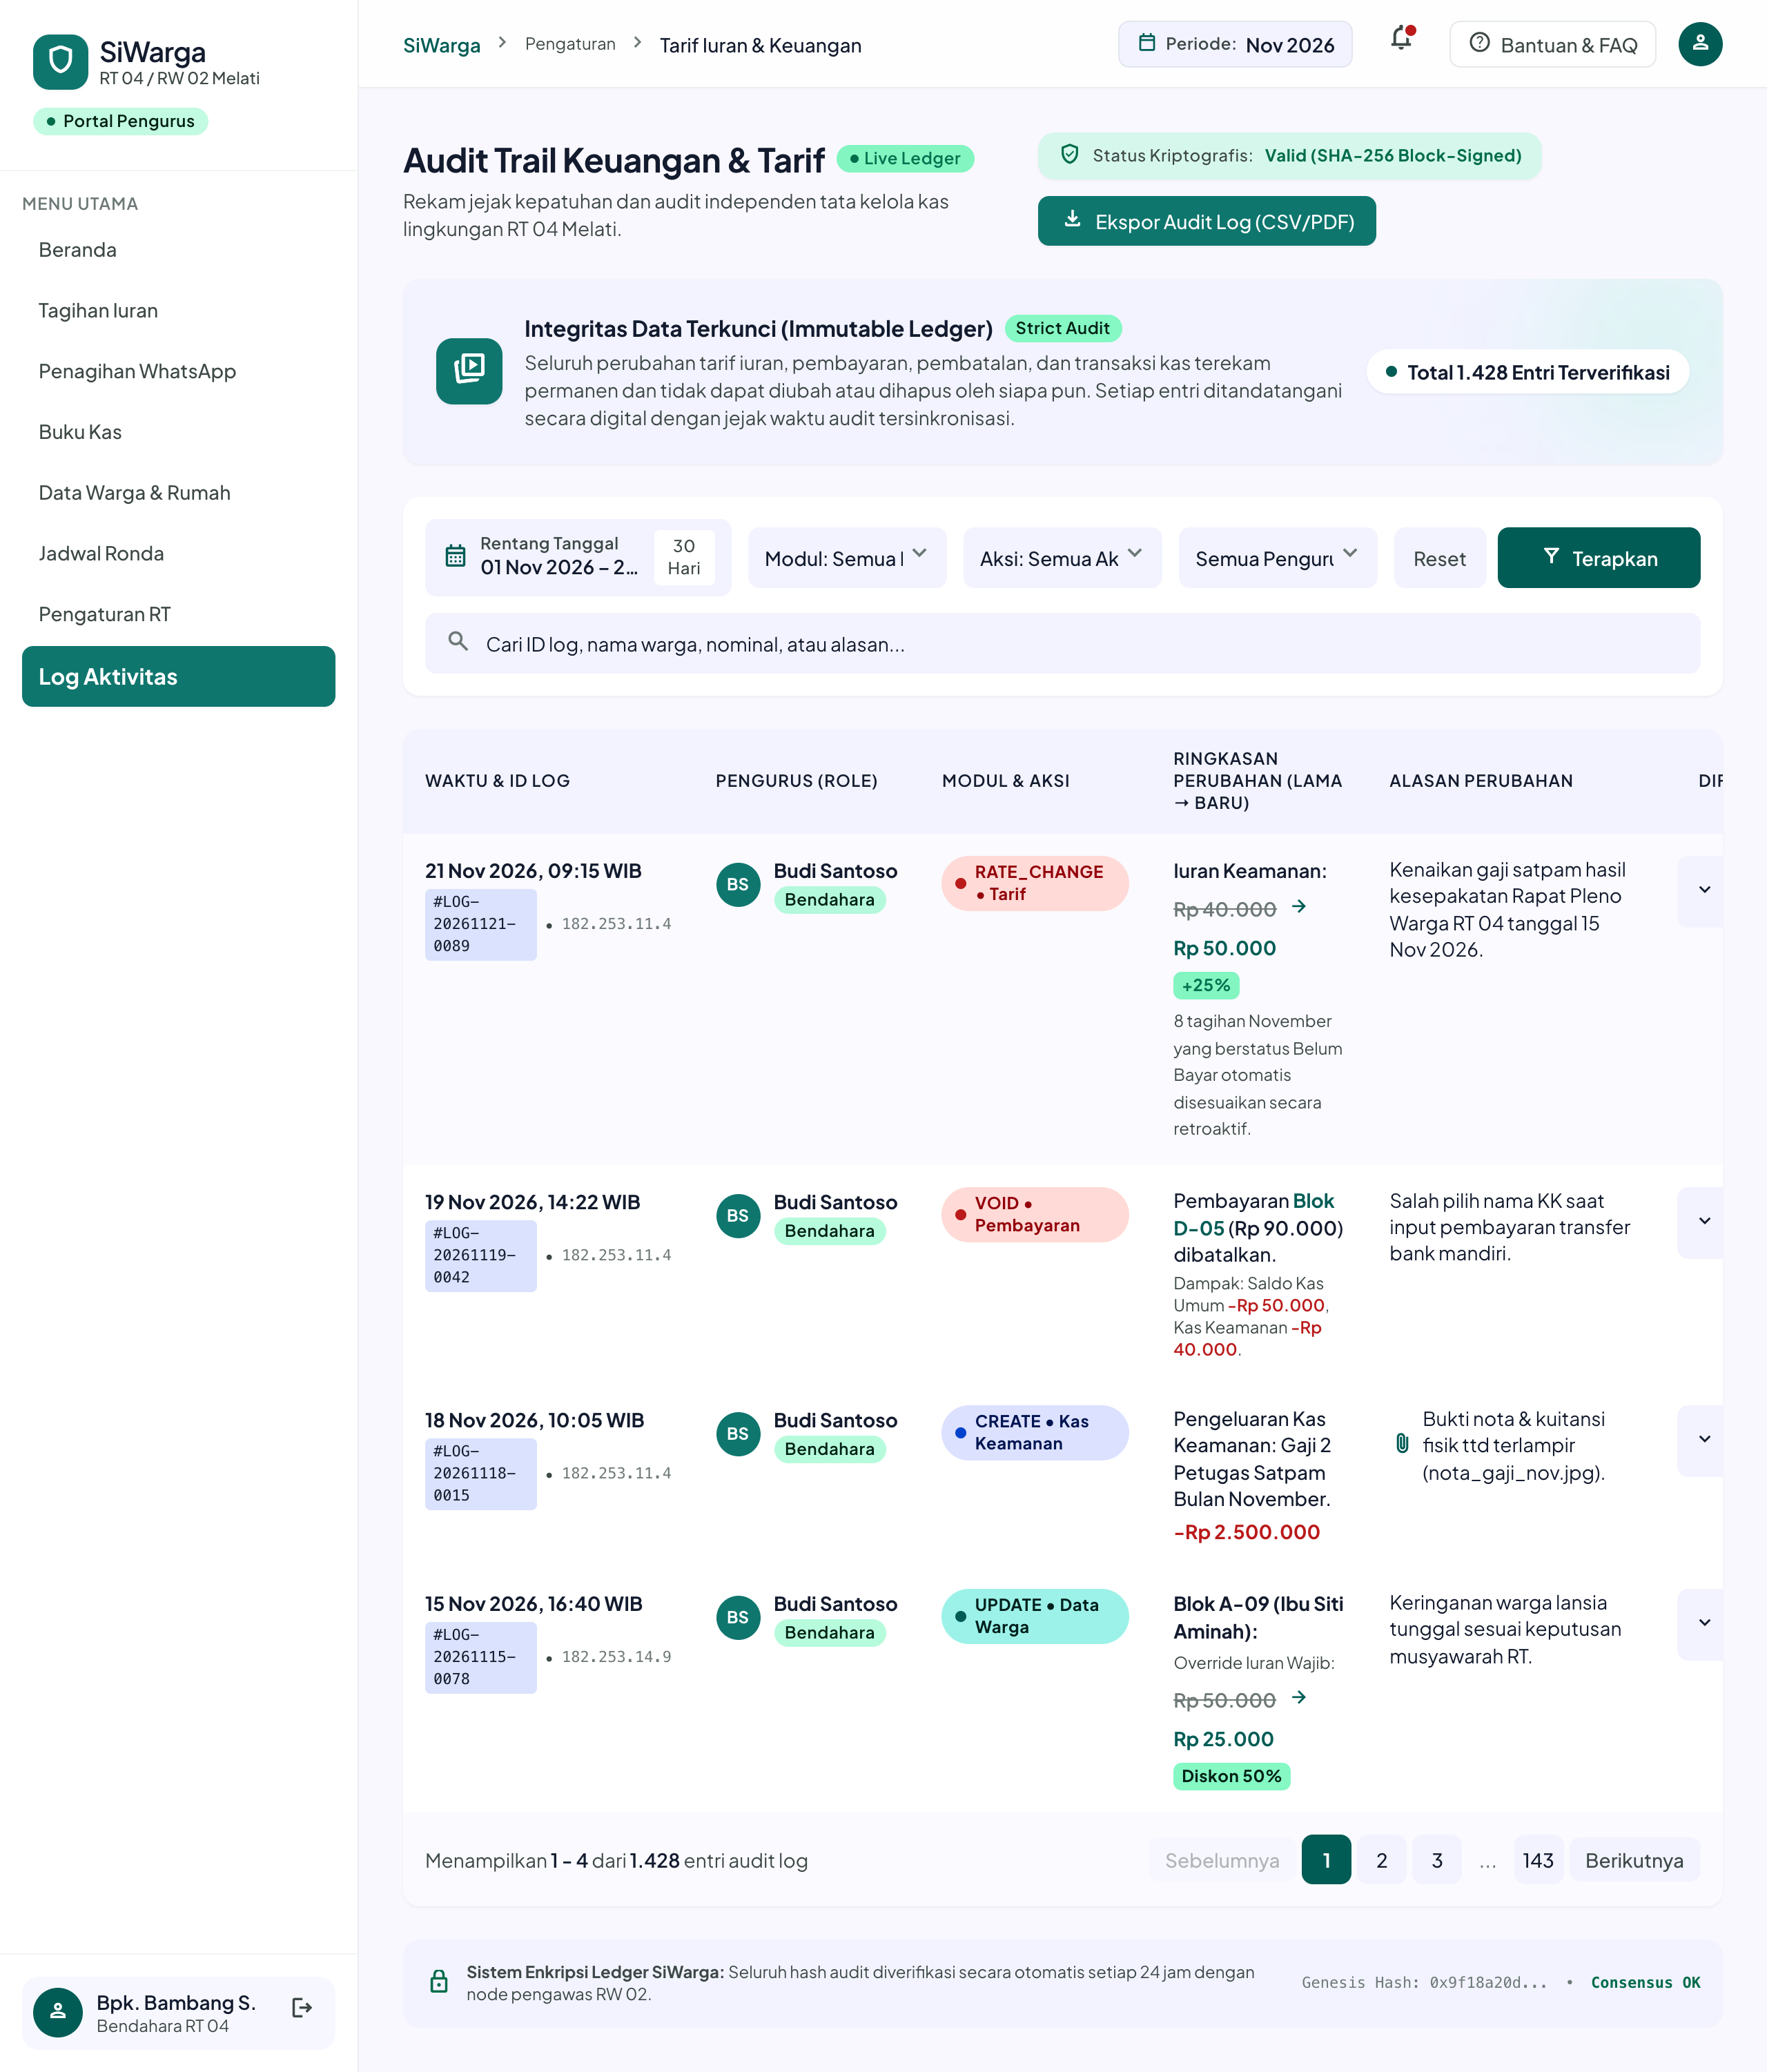 SiWarga
RT 04 / RW 02 Melati
Portal Pengurus
MENU UTAMA
Beranda
Tagihan Iuran
Penagihan WhatsApp
Buku Kas
Data Warga & Rumah
Jadwal Ronda
Pengaturan RT
Log Aktivitas
Bpk. Bambang S.
Bendahara RT 04
SiWarga
Pengaturan
Tarif Iuran & Keuangan
Periode: Nov 2026
Bantuan & FAQ
Audit Trail Keuangan & Tarif
Live Ledger
Rekam jejak kepatuhan dan audit independen tata kelola kas
lingkungan RT 04 Melati.
Status Kriptografis: Valid (SHA-256 Block-Signed)
Ekspor Audit Log (CSV/PDF)
Integritas Data Terkunci (Immutable Ledger)
Strict Audit
Seluruh perubahan tarif iuran, pembayaran, pembatalan, dan transaksi kas terekam
permanen dan tidak dapat diubah atau dihapus oleh siapa pun. Setiap entri ditandatangani
secara digital dengan jejak waktu audit tersinkronisasi.
Total 1.428 Entri Terverifikasi
Rentang Tanggal
01 Nov 2026 – 2...
30
Hari
Modul: Semua
Aksi: Semua Ak
Semua Penguru
Reset
Terapkan
Cari ID log, nama warga, nominal, atau alasan...
WAKTU & ID LOG
PENGURUS (ROLE)
MODUL & AKSI
RINGKASAN
PERUBAHAN (LAMA
→ BARU)
ALASAN PERUBAHAN
DIF
21 Nov 2026, 09:15 WIB
#LOG-
20261121-
0089
• 182.253.11.4
BS
Budi Santoso
Bendahara
RATE_CHANGE
• Tarif
Iuran Keamanan:
Rp 40.000 →
Rp 50.000
+25%
8 tagihan November
yang berstatus Belum
Bayar otomatis
disesuaikan secara
retroaktif.
Kenaikan gaji satpam hasil
kesepakatan Rapat Pleno
Warga RT 04 tanggal 15
Nov 2026.
19 Nov 2026, 14:22 WIB
#LOG-
20261119-
0042
• 182.253.11.4
BS
Budi Santoso
Bendahara
VOID •
Pembayaran
Pembayaran Blok
D-05 (Rp 90.000)
dibatalkan.
Dampak: Saldo Kas
Umum -Rp 50.000,
Kas Keamanan -Rp
40.000.
Salah pilih nama KK saat
input pembayaran transfer
bank mandiri.
18 Nov 2026, 10:05 WIB
#LOG-
20261118-
0015
• 182.253.11.4
BS
Budi Santoso
Bendahara
CREATE • Kas
Keamanan
Pengeluaran Kas
Keamanan: Gaji 2
Petugas Satpam
Bulan November.
-Rp 2.500.000
Bukti nota & kuitansi
fisik ttd terlampir
(nota_gaji_nov.jpg).
15 Nov 2026, 16:40 WIB
#LOG-
20261115-
0078
• 182.253.14.9
BS
Budi Santoso
Bendahara
UPDATE • Data
Warga
Blok A-09 (Ibu Siti
Aminah):
Override Iuran Wajib:
Rp 50.000 →
Rp 25.000
Diskon 50%
Keringanan warga lansia
tunggal sesuai keputusan
musyawarah RT.
Menampilkan 1 - 4 dari 1.428 entri audit log
Sebelumnya
1
2
3
...
143
Berikutnya
Sistem Enkripsi Ledger SiWarga: Seluruh hash audit diverifikasi secara otomatis setiap 24 jam dengan
node pengawas RW 02.
Genesis Hash: 0x9f18a20d... • Consensus OK